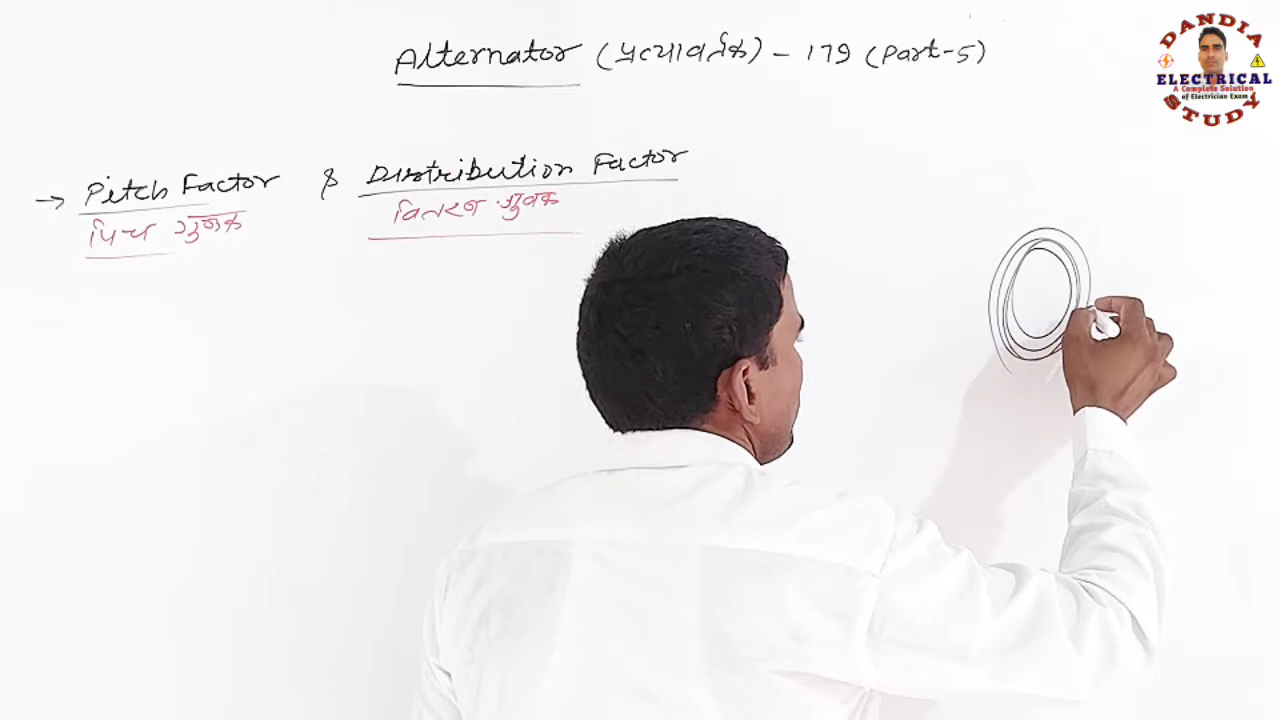 Alternator (प्रत्यावर्तक) - 179 (Part-5)
→ Pitch Factor & Distribution Factor
पिच गुणक वितरण गुणक
DANDIA
ELECTRICAL
A Complete Solution
of Electrician Exam
STUDY